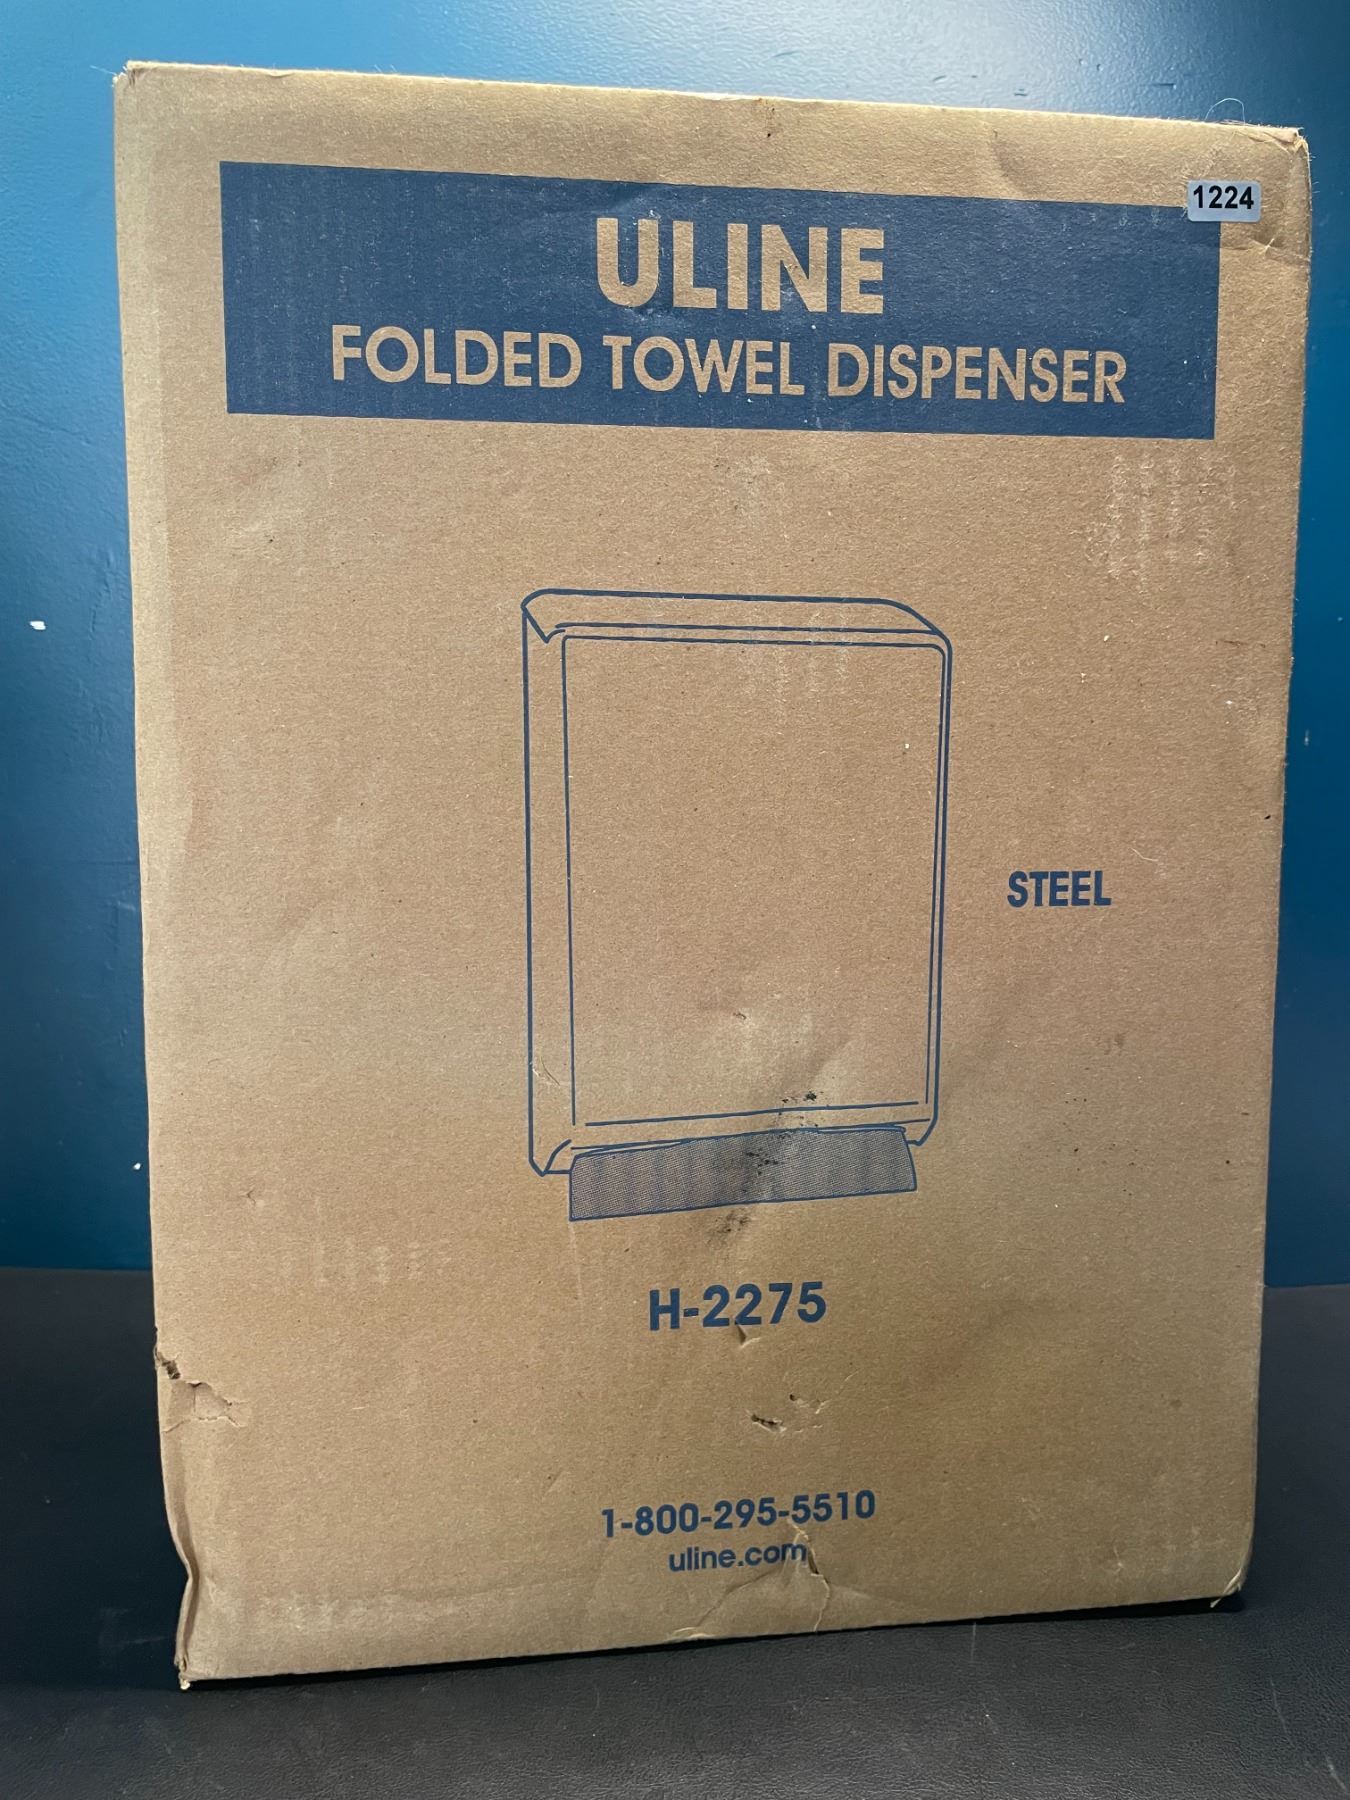 1224
ULINE
FOLDED TOWEL DISPENSER
STEEL
H-2275
1-800-295-5510
uline.com